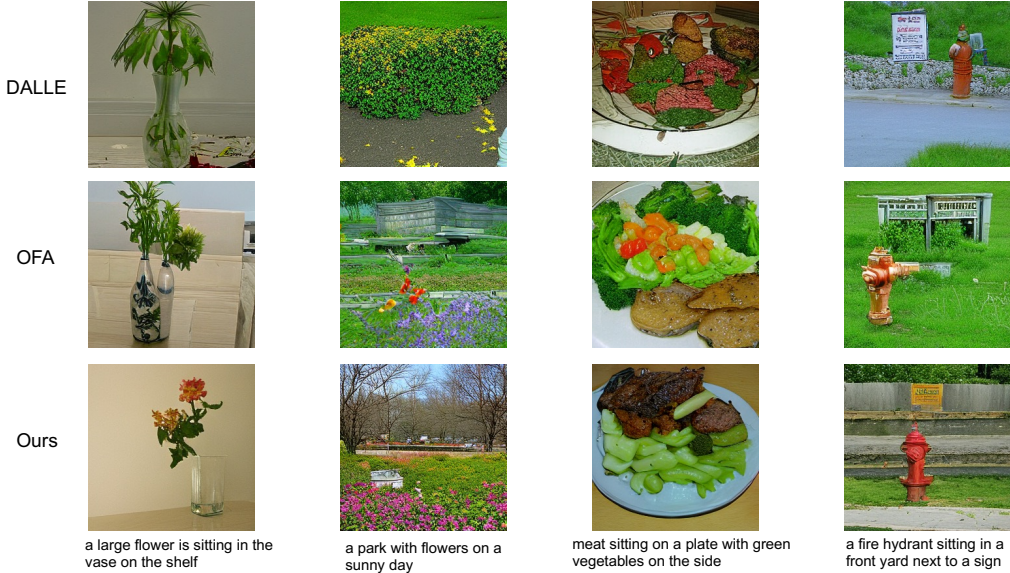 DALLE
OFA
Ours
a large flower is sitting in the
vase on the shelf
a park with flowers on a
sunny day
meat sitting on a plate with green
vegetables on the side
a fire hydrant sitting in a
front yard next to a sign